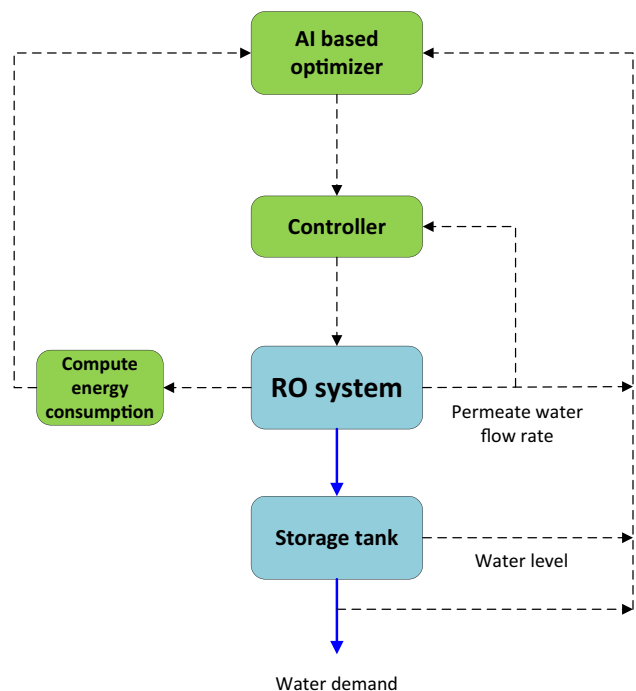 AI based
optimizer
Controller
Compute
energy
consumption
RO system
Permeate water
flow rate
Storage tank
Water level
Water demand